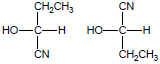 CH₂CH₃ CN
HO H HO H
CN CH₂CH₃